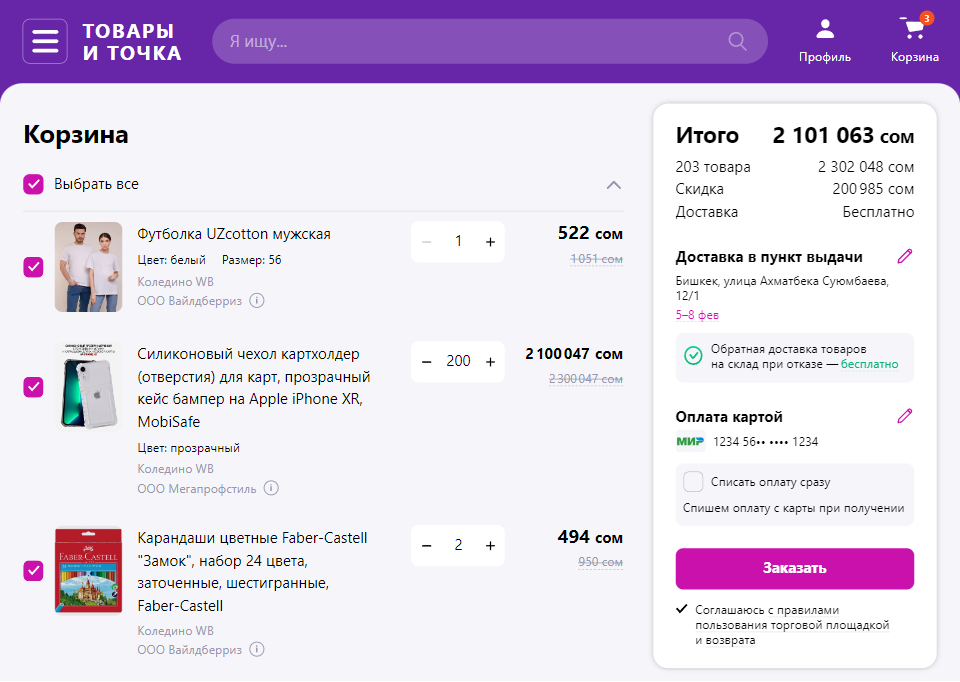 ТОВАРЫ
И ТОЧКА
Я ищу...
Профиль
3
Корзина
Корзина
Выбрать все
Футболка UZcotton мужская
Цвет: белый Размер: 56
Коледино WB
ООО Вайлдберриз
− 1 +
522 сом
1 051 сом
Силиконовый чехол картхолдер
(отверстия) для карт, прозрачный
кейс бампер на Apple iPhone XR,
MobiSafe
Цвет: прозрачный
Коледино WB
ООО Мегапрофстиль
− 200 +
2 100 047 сом
2 300 047 сом
FABER-CASTELL
Карандаши цветные Faber-Castell
"Замок", набор 24 цвета,
заточенные, шестигранные,
Faber-Castell
Коледино WB
ООО Вайлдберриз
− 2 +
494 сом
950 сом
Итого 2 101 063 сом
203 товара 2 302 048 сом
Скидка 200 985 сом
Доставка Бесплатно
Доставка в пункт выдачи
Бишкек, улица Ахматбека Суюмбаева,
12/1
5–8 фев
Обратная доставка товаров
на склад при отказе — бесплатно
Оплата картой
МИР 1234 56•• •••• 1234
Списать оплату сразу
Спишем оплату с карты при получении
Заказать
Соглашаюсь с правилами
пользования торговой площадкой
и возврата